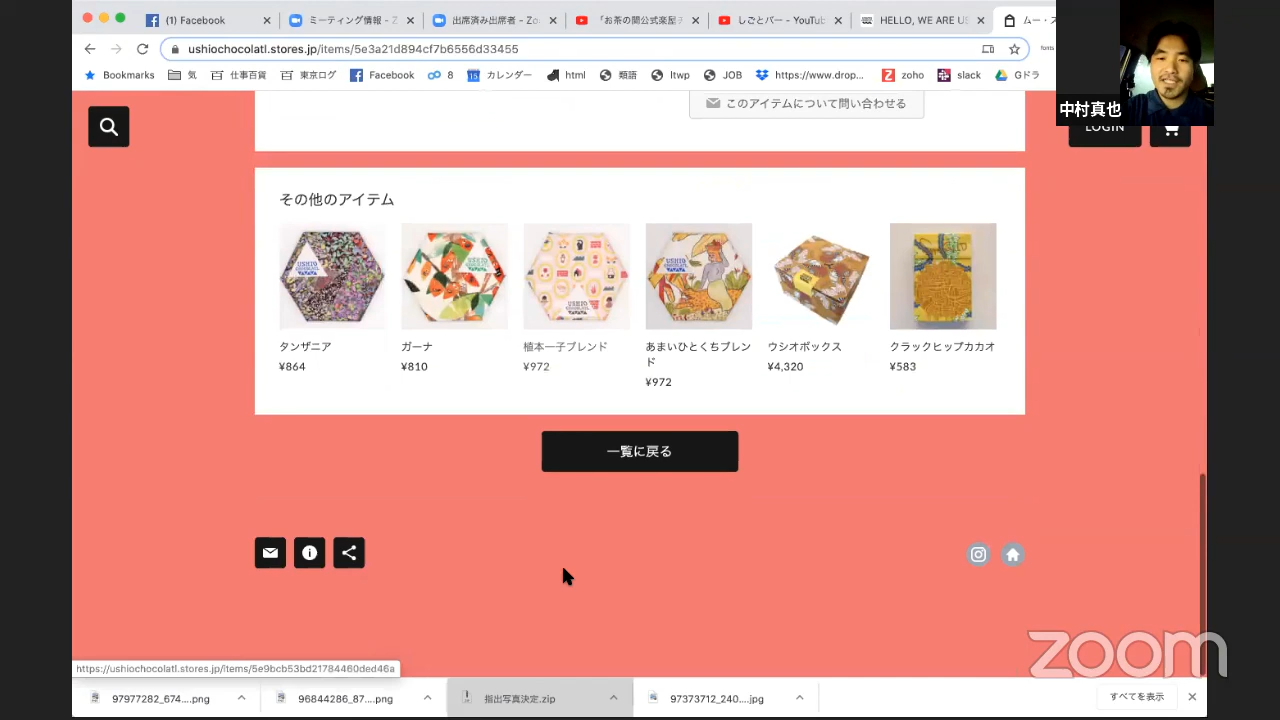 (1) Facebook
ミーティング情報 - Z
出席済み出席者 - Zo
「お茶の間公式楽屋
しごとバー - YouTub
HELLO, WE ARE US
ムー・ス
ushiochocolatl.stores.jp/items/5e3a21d894cf7b6556d33455
Bookmarks
気
仕事百貨
東京ログ
Facebook
8
カレンダー
html
類語
ltwp
JOB
https://www.drop...
zoho
slack
Gドラ
中村真也
このアイテムについて問い合わせる
LOGIN
その他のアイテム
タンザニア
¥864
ガーナ
¥810
植本一子ブレンド
¥972
あまいひとくちブレン
ド
¥972
ウシオボックス
¥4,320
クラックヒップカカオ
¥583
一覧に戻る
zoom
https://ushiochocolatl.stores.jp/items/5e9bcb53bd21784460ded46a
97977282_674....png
96844286_87....png
指出写真決定.zip
97373712_240....jpg
すべてを表示